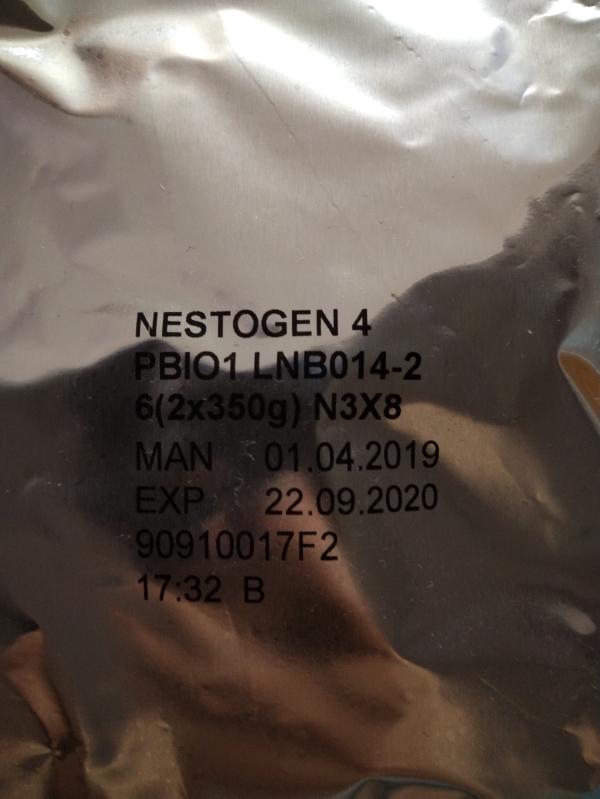 NESTOGEN 4
PBIO1 LNB014-2
6(2x350g) N3X8
MAN 01.04.2019
EXP 22.09.2020
90910017F2
17:32 B